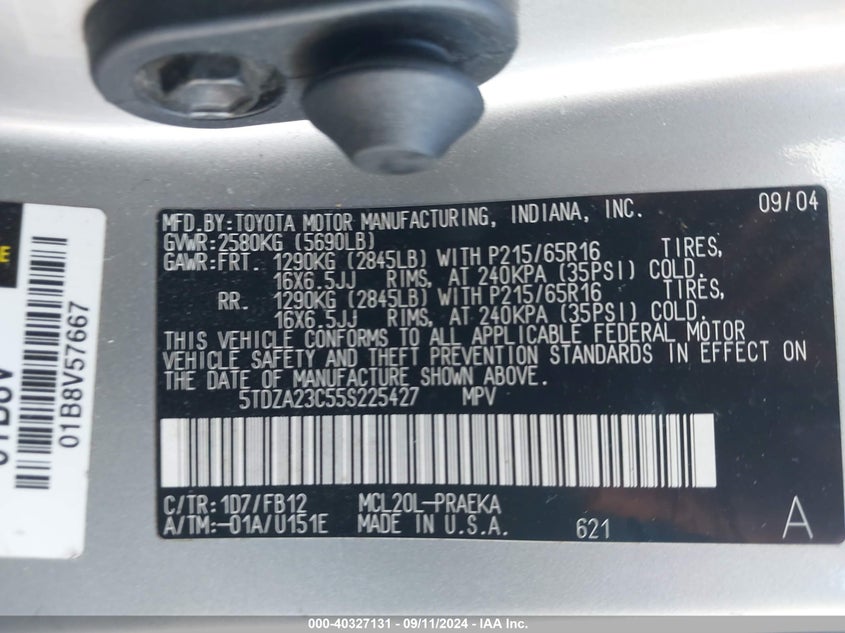 MFD.BY:TOYOTA MOTOR MANUFACTURING, INDIANA, INC. 09/04
GVWR:2580KG (5690LB)
GAWR:FRT. 1290KG (2845LB) WITH P215/65R16 TIRES,
16X6.5JJ RIMS, AT 240KPA (35PSI) COLD.
RR. 1290KG (2845LB) WITH P215/65R16 TIRES,
16X6.5JJ RIMS, AT 240KPA (35PSI) COLD.
THIS VEHICLE CONFORMS TO ALL APPLICABLE FEDERAL MOTOR
VEHICLE SAFETY AND THEFT PREVENTION STANDARDS IN EFFECT ON
THE DATE OF MANUFACTURE SHOWN ABOVE.
5TDZA23C55S225427 MPV
C/TR:1D7/FB12 MCL20L-PRAEKA
A/TM:-01A/U151E MADE IN U.S.A. 621 A
01B8V57667
000-40327131 - 09/11/2024 - IAA Inc.